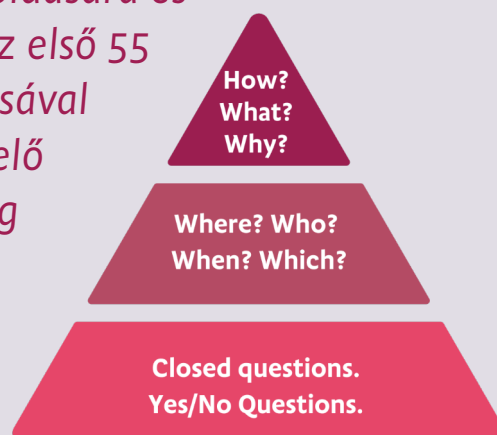 z első 55
sával
elő
g
How?
What?
Why?
Where? Who?
When? Which?
Closed questions.
Yes/No Questions.